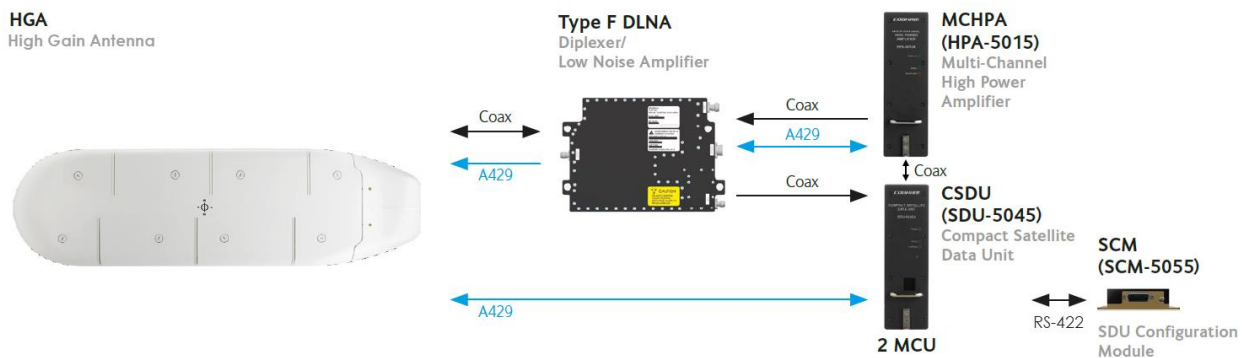 HGA
High Gain Antenna
Type F DLNA
Diplexer/
Low Noise Amplifier
MCHPA
(HPA-5015)
Multi-Channel
High Power
Amplifier
Coax
A429
Coax
A429
Coax
Coax
CSDU
(SDU-5045)
Compact Satellite
Data Unit
SCM
(SCM-5055)
A429
RS-422
SDU Configuration
Module
2 MCU
CAUTION